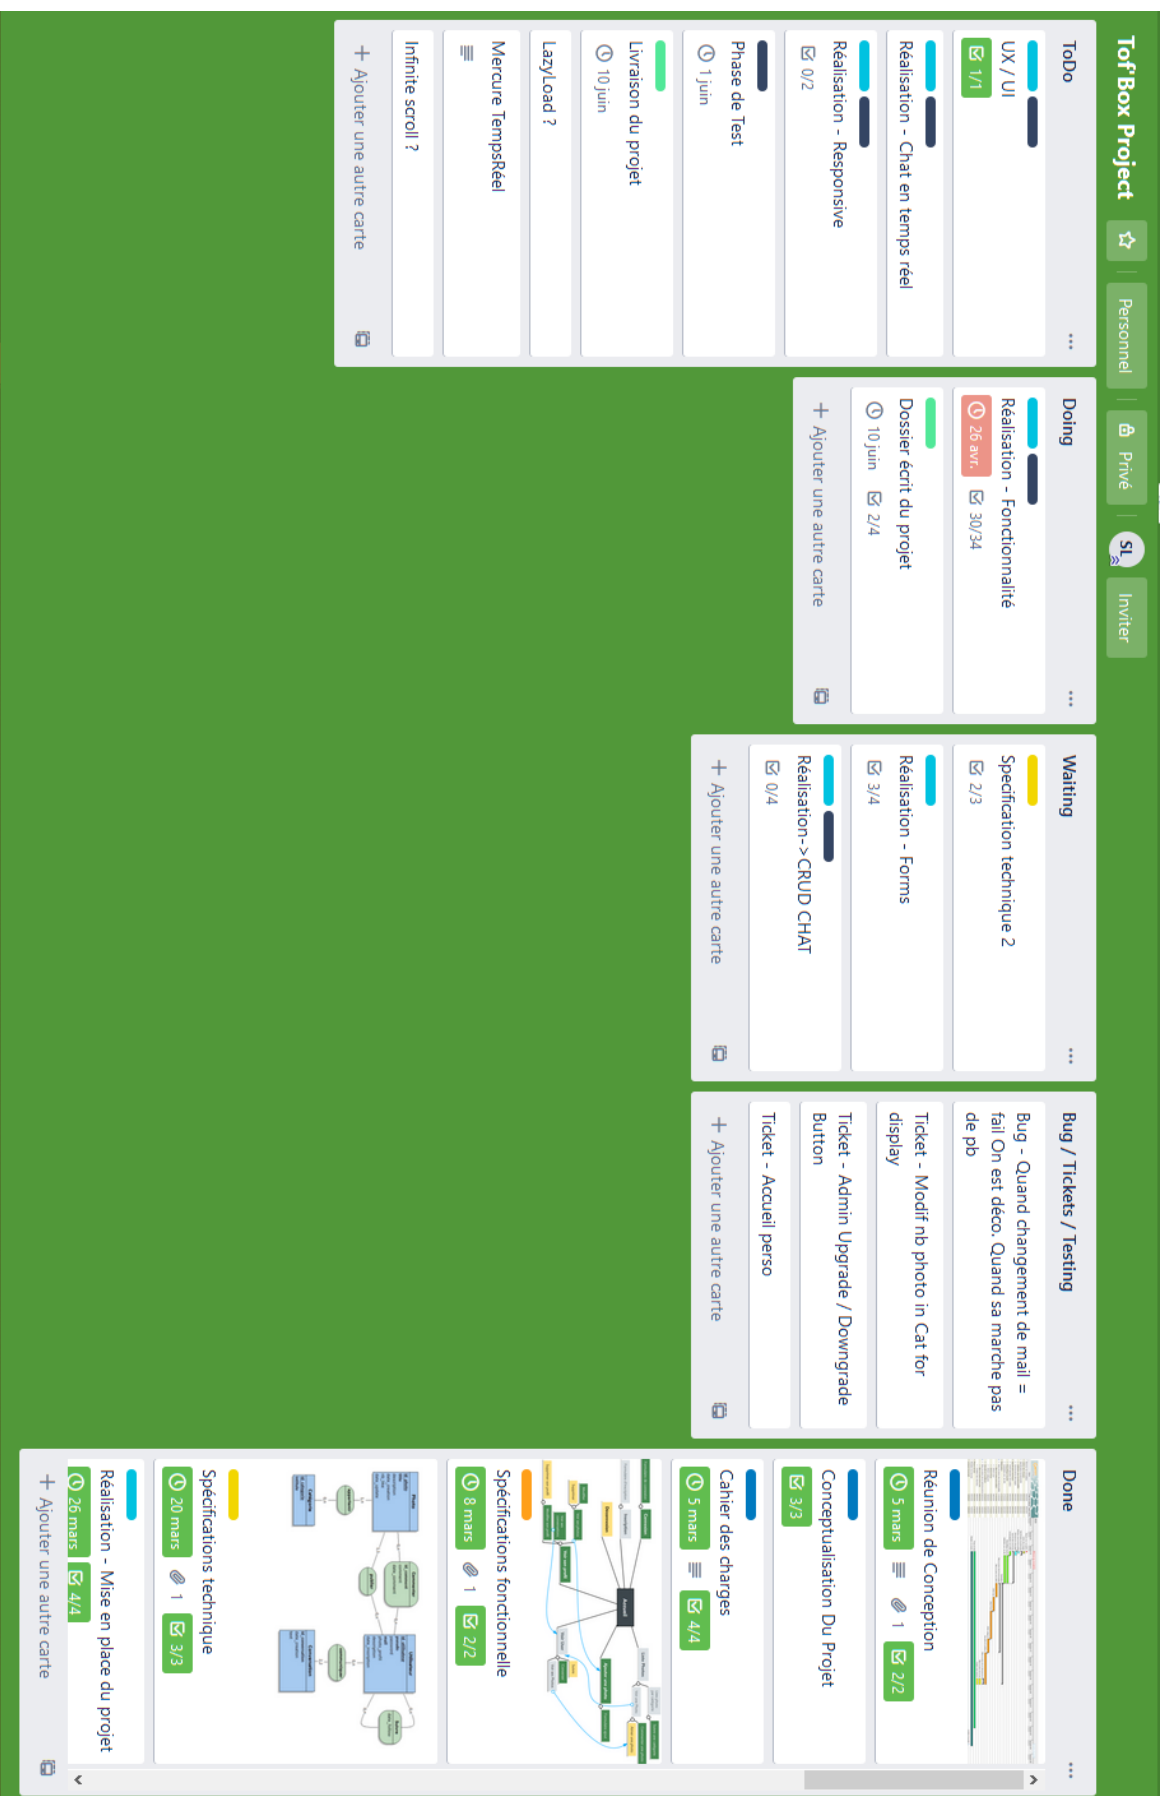 Tof'Box Project
Personnel
Privé
SL
Inviter
ToDo
UX / UI
1/1
Réalisation - Chat en temps réel
Réalisation - Responsive
0/2
Phase de Test
1 juin
Livraison du projet
10 juin
LazyLoad ?
Mercure TempsRéel
Infinite scroll ?
+ Ajouter une autre carte
Doing
Réalisation - Fonctionnalité
26 avr. 30/34
Dossier écrit du projet
10 juin 2/4
+ Ajouter une autre carte
Waiting
Specification technique 2
2/3
Réalisation - Forms
3/4
Réalisation->CRUD CHAT
0/4
+ Ajouter une autre carte
Bug / Tickets / Testing
Bug - Quand changement de mail =
fail On est déco. Quand sa marche pas
de pb
Ticket - Modif nb photo in Cat for
display
Ticket - Admin Upgrade / Downgrade
Button
Ticket - Accueil perso
+ Ajouter une autre carte
Done
Réunion de Conception
5 mars 1 2/2
Conceptualisation Du Projet
3/3
Cahier des charges
5 mars 4/4
Spécifications fonctionnelle
8 mars 1 2/2
Spécifications technique
20 mars 1 3/3
Réalisation - Mise en place du projet
26 mars 4/4
+ Ajouter une autre carte